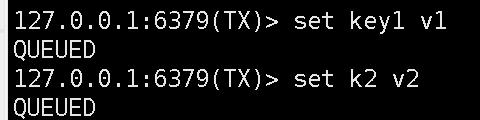 127.0.0.1:6379(TX)> set key1 v1
QUEUED
127.0.0.1:6379(TX)> set k2 v2
QUEUED